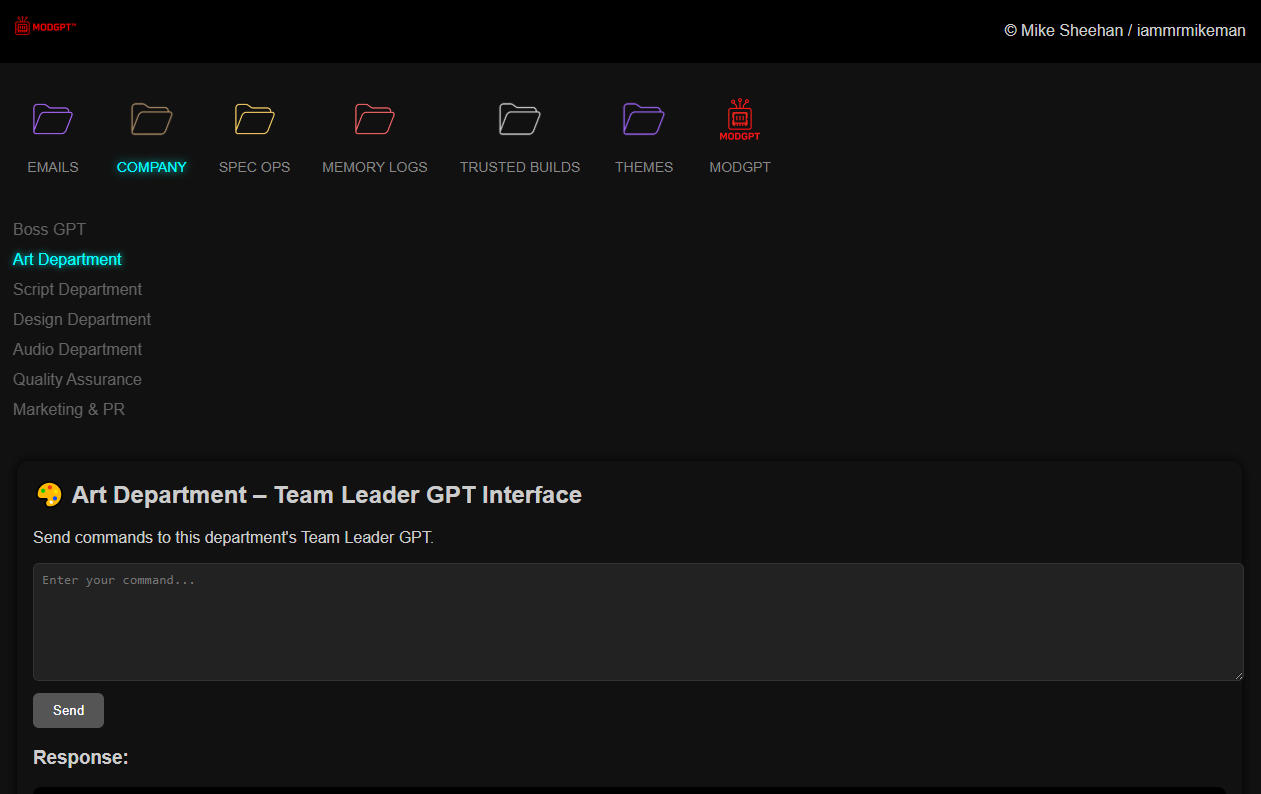 MODGPT™
© Mike Sheehan / iammrmikeman
MODGPT
EMAILS COMPANY SPEC OPS MEMORY LOGS TRUSTED BUILDS THEMES MODGPT
Boss GPT
Art Department
Script Department
Design Department
Audio Department
Quality Assurance
Marketing & PR
Art Department – Team Leader GPT Interface
Send commands to this department's Team Leader GPT.
Enter your command...
Send
Response: